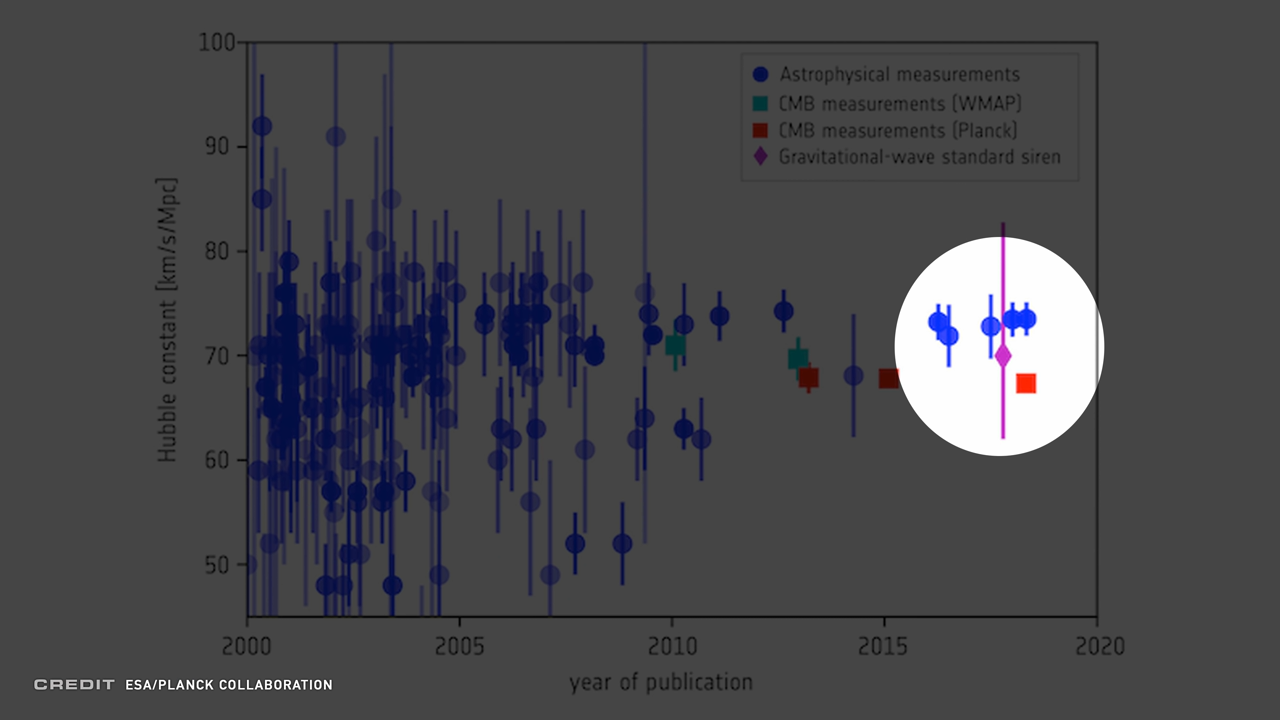 100
90
80
70
60
50
Hubble constant [km/s/Mpc]
Astrophysical measurements
CMB measurements (WMAP)
CMB measurements (Planck)
Gravitational-wave standard siren
2000 2005 2010 2015 2020
year of publication
CREDIT ESA/PLANCK COLLABORATION